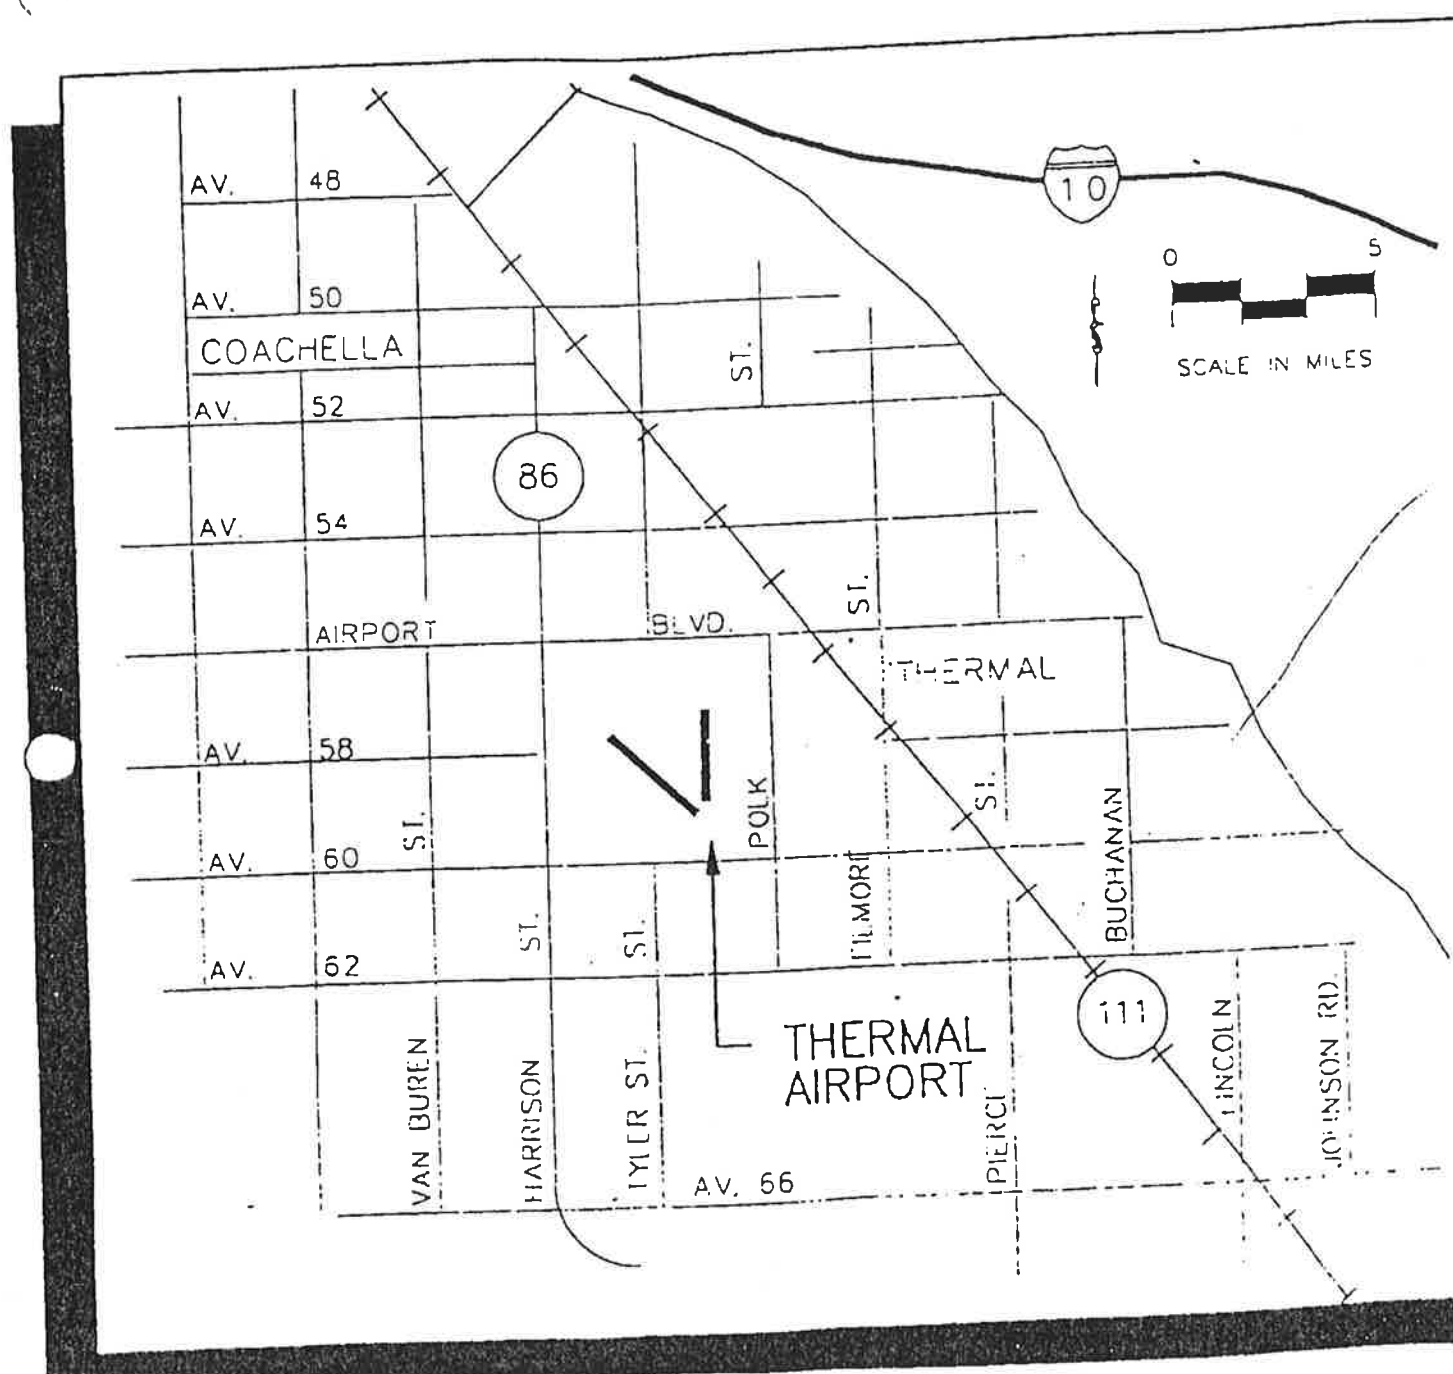 AV. 48
10
0 5
AV. 50
COACHELLA
ST.
SCALE IN MILES
AV. 52
86
AV. 54
ST.
AIRPORT BLVD.
THERMAL
AV. 58
POLK
ST.
ST.
BUCHANAN
AV. 60
ST.
ST.
AV. 62
111
THERMAL
AIRPORT
VAN BUREN
HARRISON
TYLER ST.
PIERCE
LINCOLN
JOHNSON RD.
AV. 66